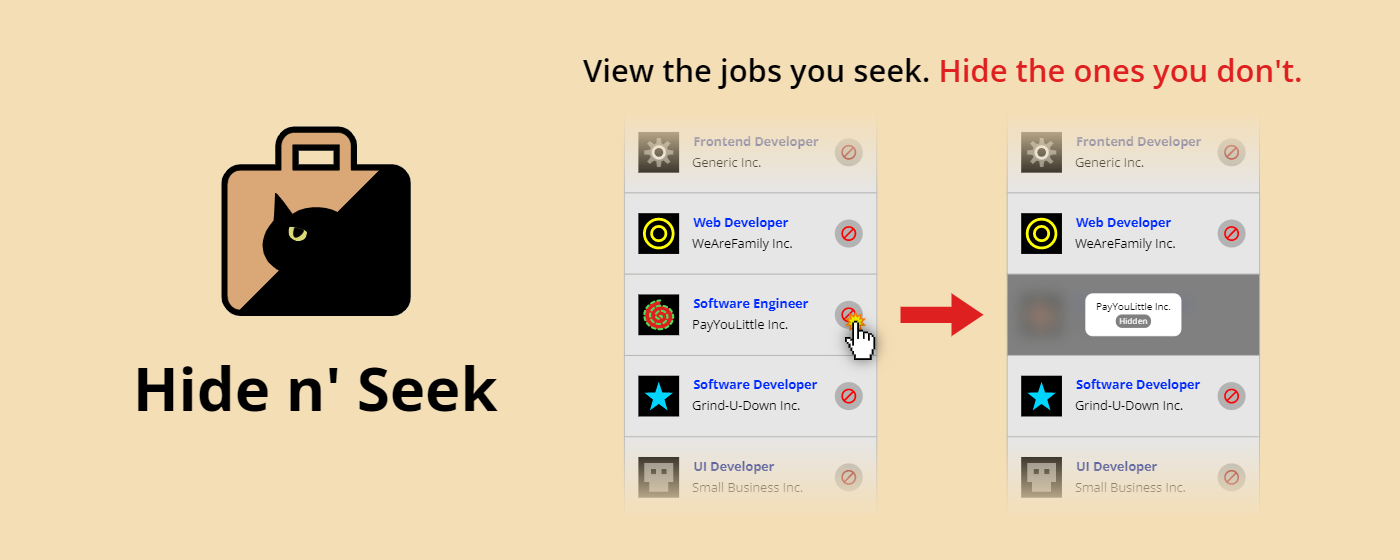 View the jobs you seek. Hide the ones you don't.
Hide n' Seek
Frontend Developer
Generic Inc.
Web Developer
WeAreFamily Inc.
Software Engineer
PayYouLittle Inc.
Software Developer
Grind-U-Down Inc.
UI Developer
Small Business Inc.
Frontend Developer
Generic Inc.
Web Developer
WeAreFamily Inc.
PayYouLittle Inc.
Hidden
Software Developer
Grind-U-Down Inc.
UI Developer
Small Business Inc.